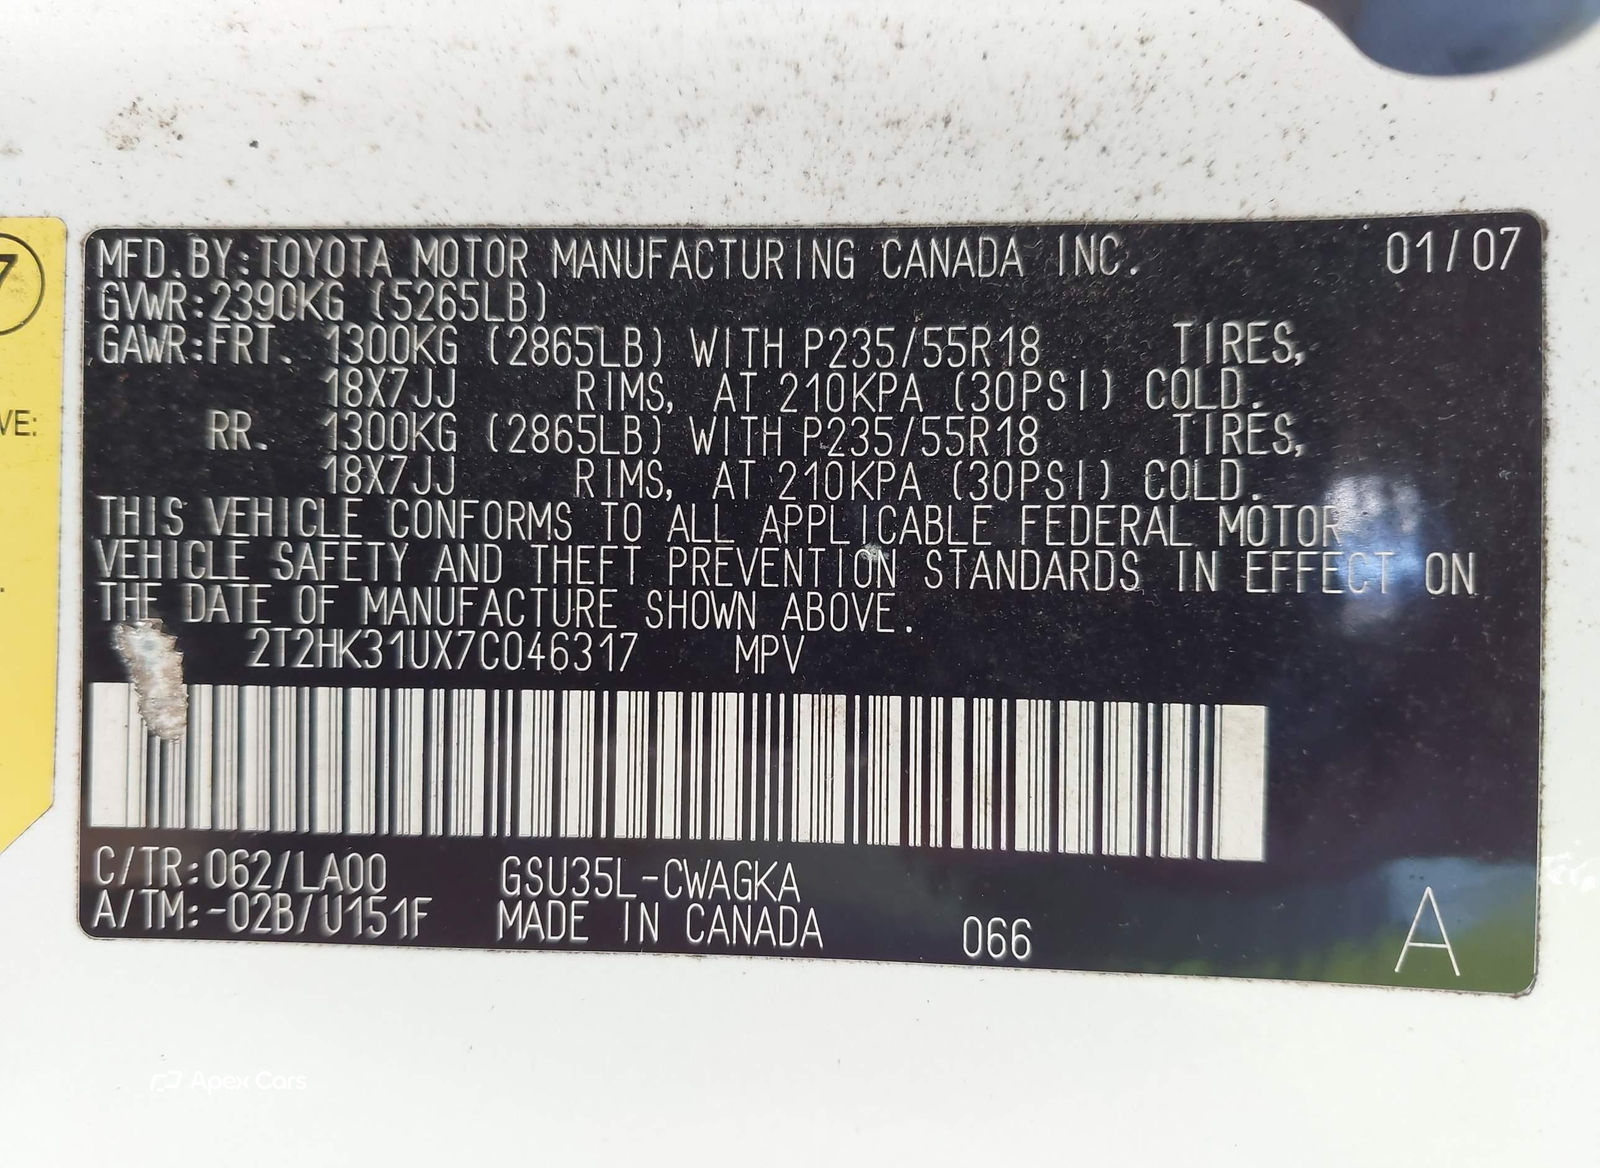 7
VE:
MFD.BY:TOYOTA MOTOR MANUFACTURING CANADA INC. 01/07
GVWR:2390KG (5265LB)
GAWR:FRT. 1300KG (2865LB) WITH P235/55R18 TIRES,
18X7JJ RIMS, AT 210KPA (30PSI) COLD.
RR. 1300KG (2865LB) WITH P235/55R18 TIRES,
18X7JJ RIMS, AT 210KPA (30PSI) COLD.
THIS VEHICLE CONFORMS TO ALL APPLICABLE FEDERAL MOTOR
VEHICLE SAFETY AND THEFT PREVENTION STANDARDS IN EFFECT ON
THE DATE OF MANUFACTURE SHOWN ABOVE.
2T2HK31UX7C046317 MPV
C/TR:062/LA00 GSU35L-CWAGKA
A/TM:-02B/U151F MADE IN CANADA 066 A
Apex Cars